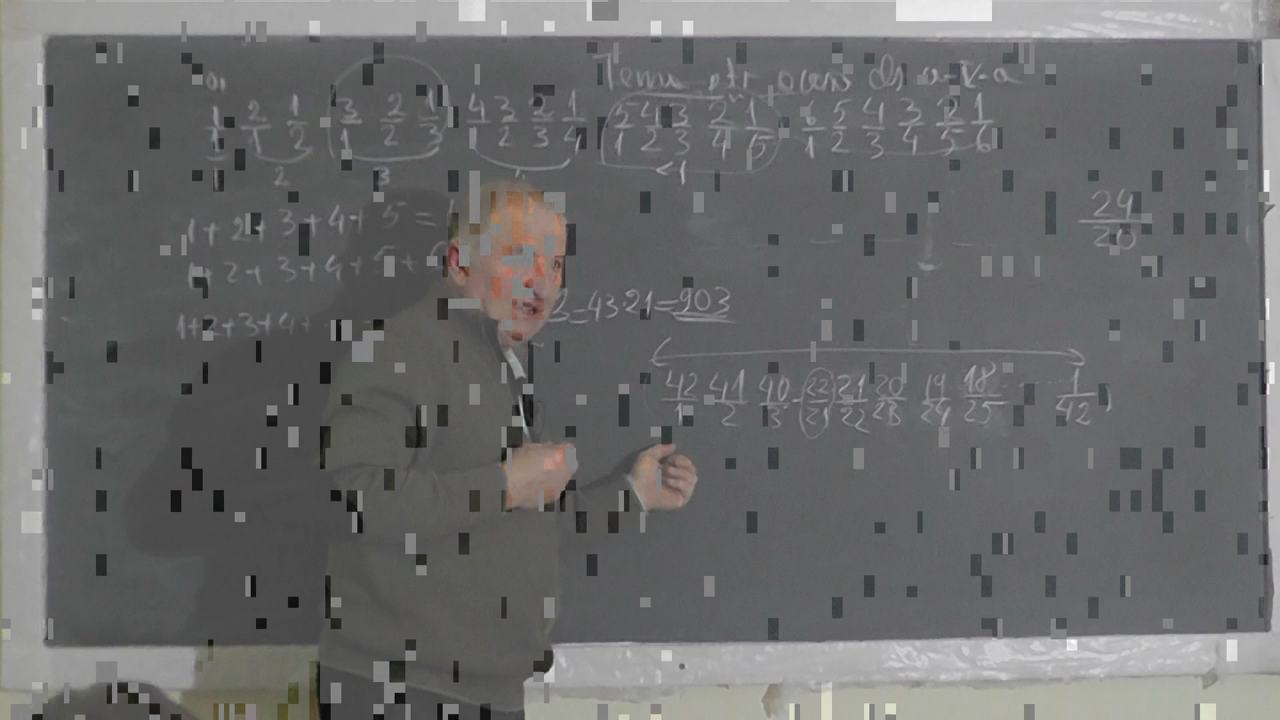 Tema ptr acasă
1/1 2/1 1/2 3/1 2/2 1/3 4/1 3/2 2/3 1/4 5/1 4/2 3/3 2/4 1/5 6/1 5/2 4/3 3/4 2/5 1/6
2 3 <1
24/20
1+2+3+4+5=
1+2+3+4+5+
2=43·21=903
1+2+3+4+
42/1 41/2 40/3 22/21 21/22 20/23 19/24 18/25 ... 1/42